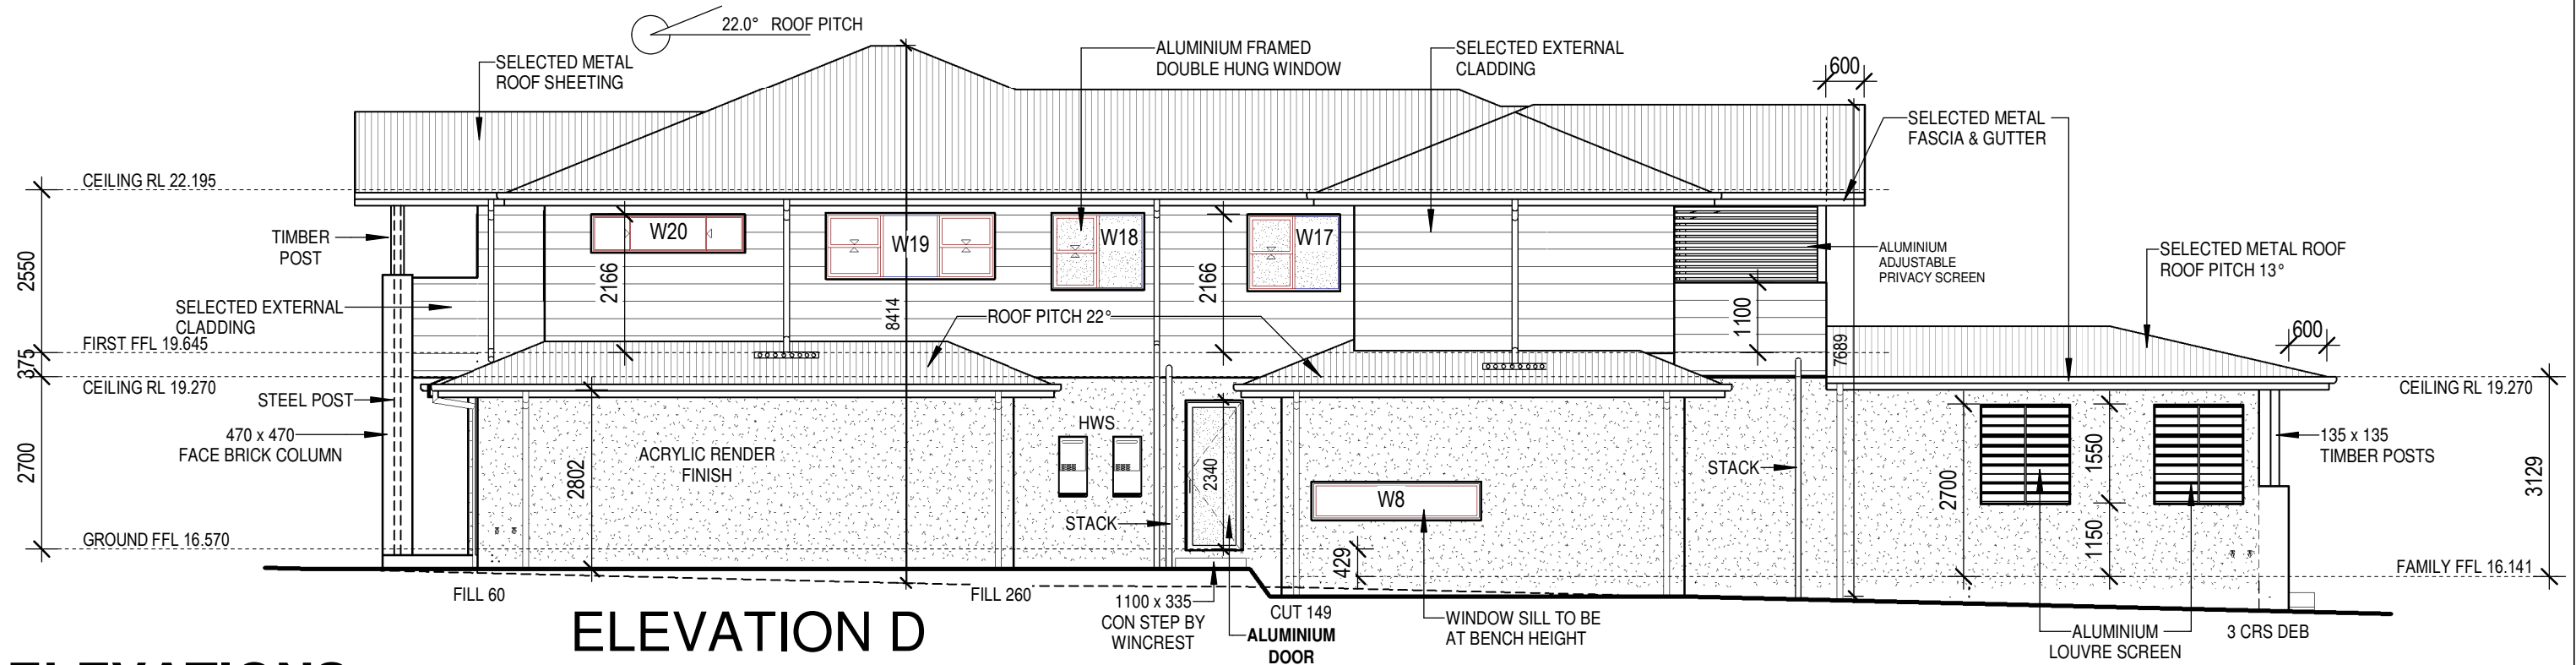 22.0° ROOF PITCH
SELECTED METAL
ROOF SHEETING
ALUMINIUM FRAMED
DOUBLE HUNG WINDOW
SELECTED EXTERNAL
CLADDING
600
SELECTED METAL
FASCIA & GUTTER
CEILING RL 22.195
TIMBER
POST
W20
W19
W18
W17
ALUMINIUM
ADJUSTABLE
PRIVACY SCREEN
SELECTED METAL ROOF
ROOF PITCH 13°
2550
2166
8414
2166
1100
7689
SELECTED EXTERNAL
CLADDING
ROOF PITCH 22°
600
FIRST FFL 19.645
375
CEILING RL 19.270
CEILING RL 19.270
STEEL POST
470 x 470
FACE BRICK COLUMN
2700
ACRYLIC RENDER
FINISH
2802
HWS
2340
STACK
W8
STACK
2700
1550
1150
135 x 135
TIMBER POSTS
3129
GROUND FFL 16.570
429
FAMILY FFL 16.141
FILL 60
FILL 260
1100 x 335
CON STEP BY
WINCREST
CUT 149
ALUMINIUM
DOOR
WINDOW SILL TO BE
AT BENCH HEIGHT
ALUMINIUM
LOUVRE SCREEN
3 CRS DEB
ELEVATION D
ELEVATIONS